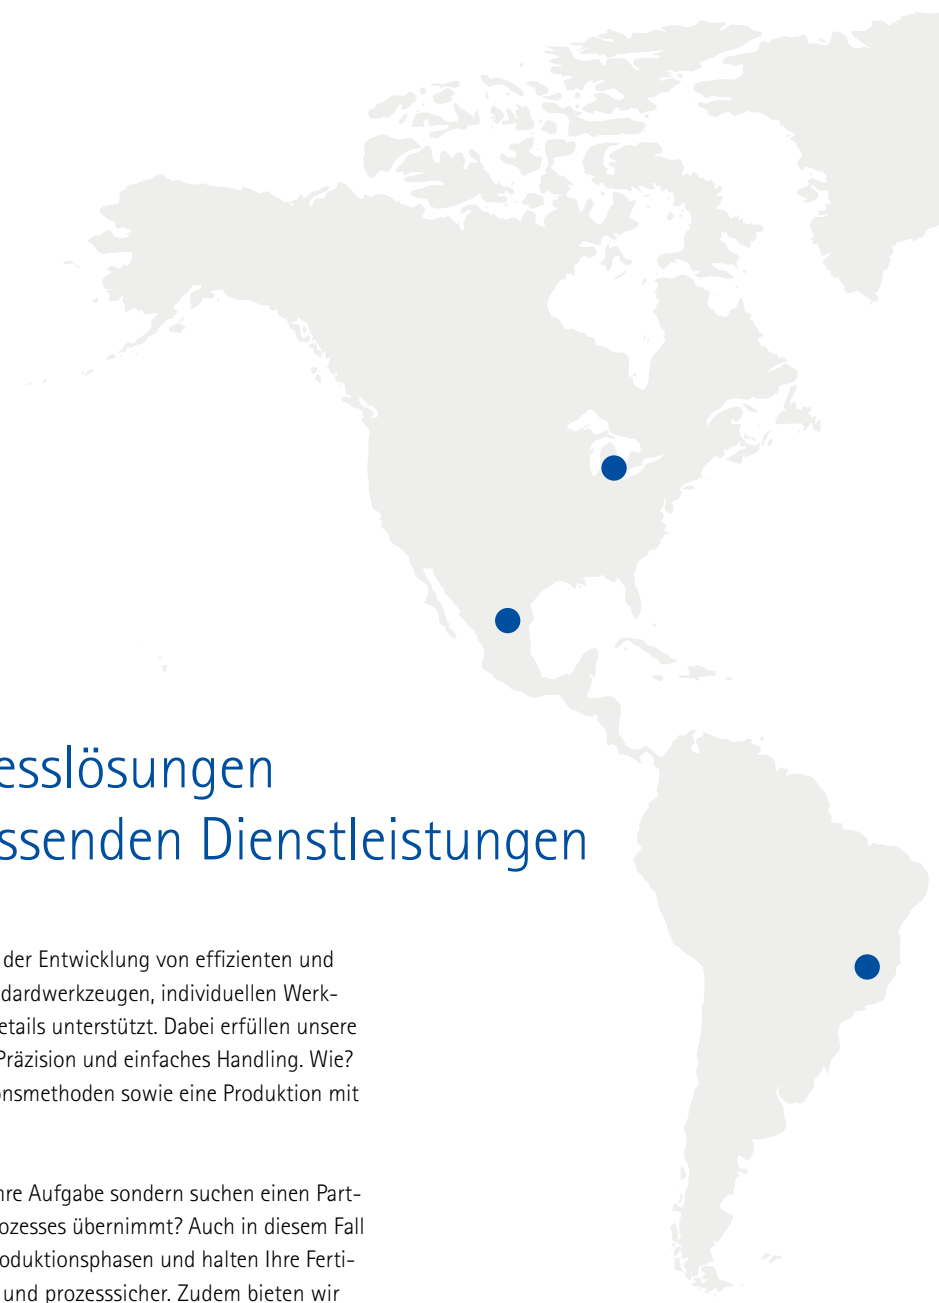 esslösungen
ssenden Dienstleistungen
der Entwicklung von effizienten und
dardwerkzeugen, individuellen Werk-
etails unterstützt. Dabei erfüllen unsere
Präzision und einfaches Handling. Wie?
onsmethoden sowie eine Produktion mit
hre Aufgabe sondern suchen einen Part-
ozesses übernimmt? Auch in diesem Fall
oduktionsphasen und halten Ihre Ferti-
und prozesssicher. Zudem bieten wir